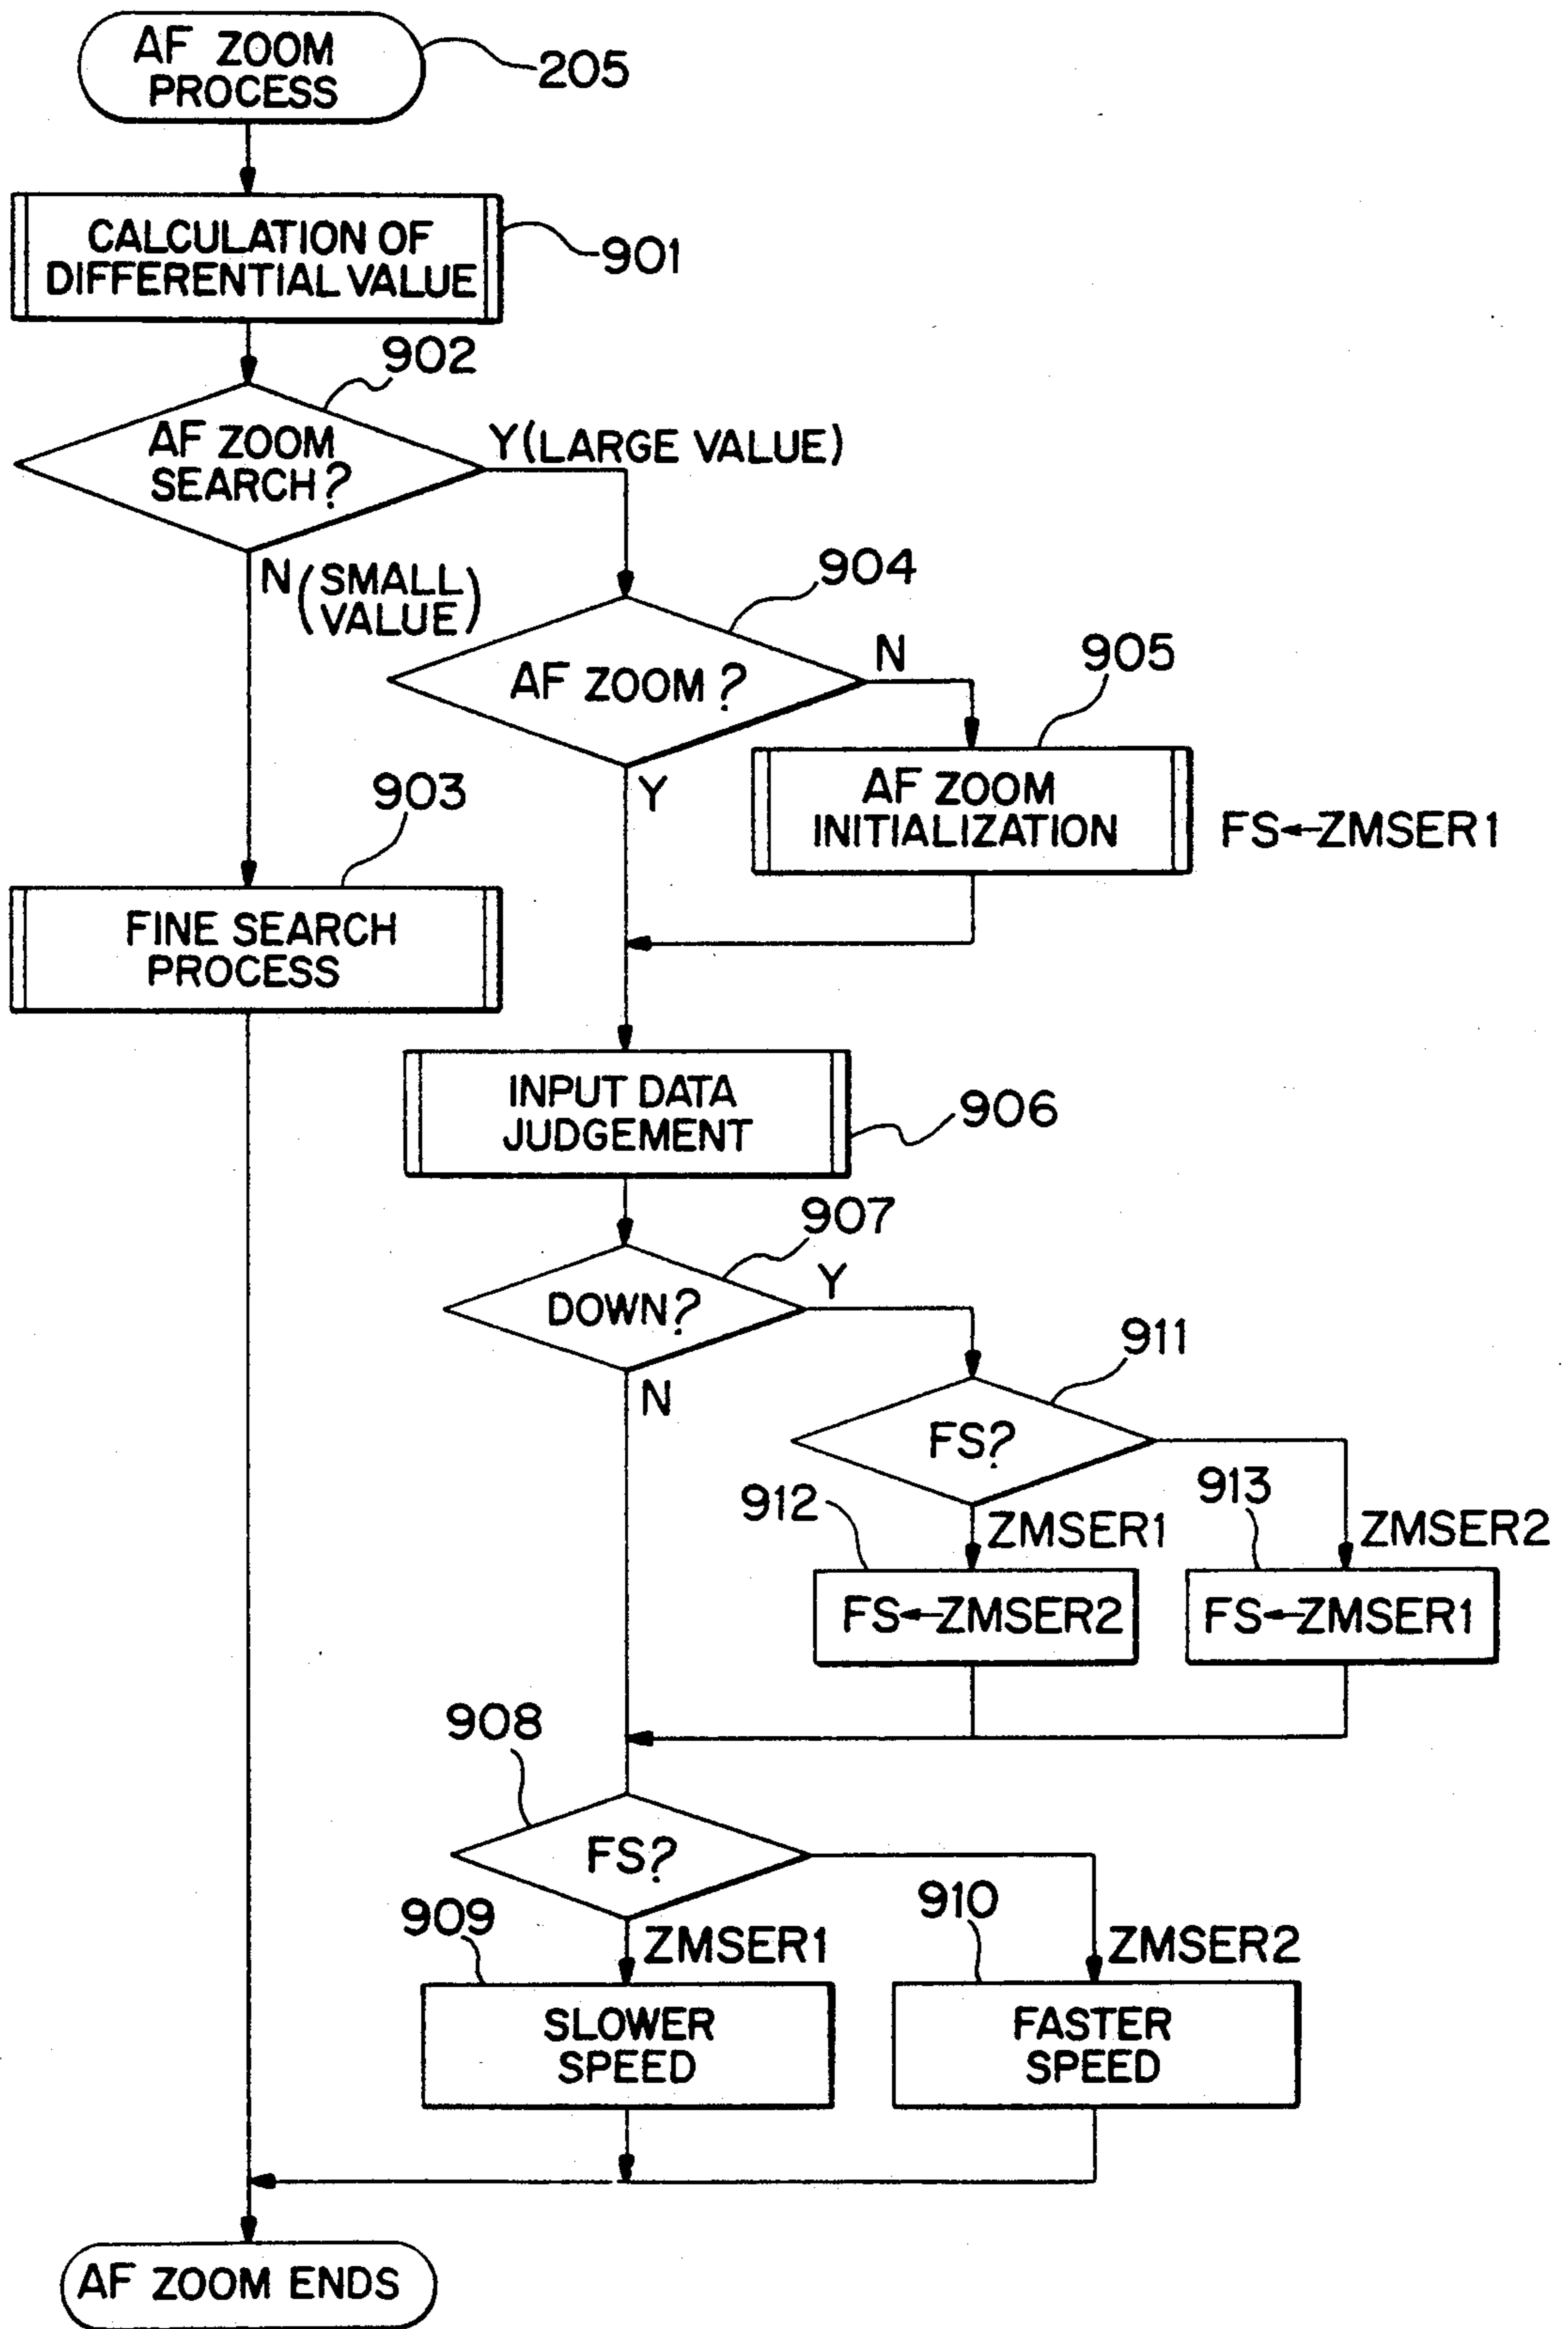 AF ZOOM
PROCESS
205
CALCULATION OF
DIFFERENTIAL VALUE
901
902
AF ZOOM
SEARCH?
Y (LARGE VALUE)
N (SMALL
VALUE)
904
AF ZOOM?
N
905
Y
AF ZOOM
INITIALIZATION
FS←ZMSER1
903
FINE SEARCH
PROCESS
INPUT DATA
JUDGEMENT
906
907
DOWN?
Y
N
911
FS?
912
ZMSER1
913
ZMSER2
FS←ZMSER2
FS←ZMSER1
908
FS?
909
ZMSER1
910
ZMSER2
SLOWER
SPEED
FASTER
SPEED
AF ZOOM ENDS